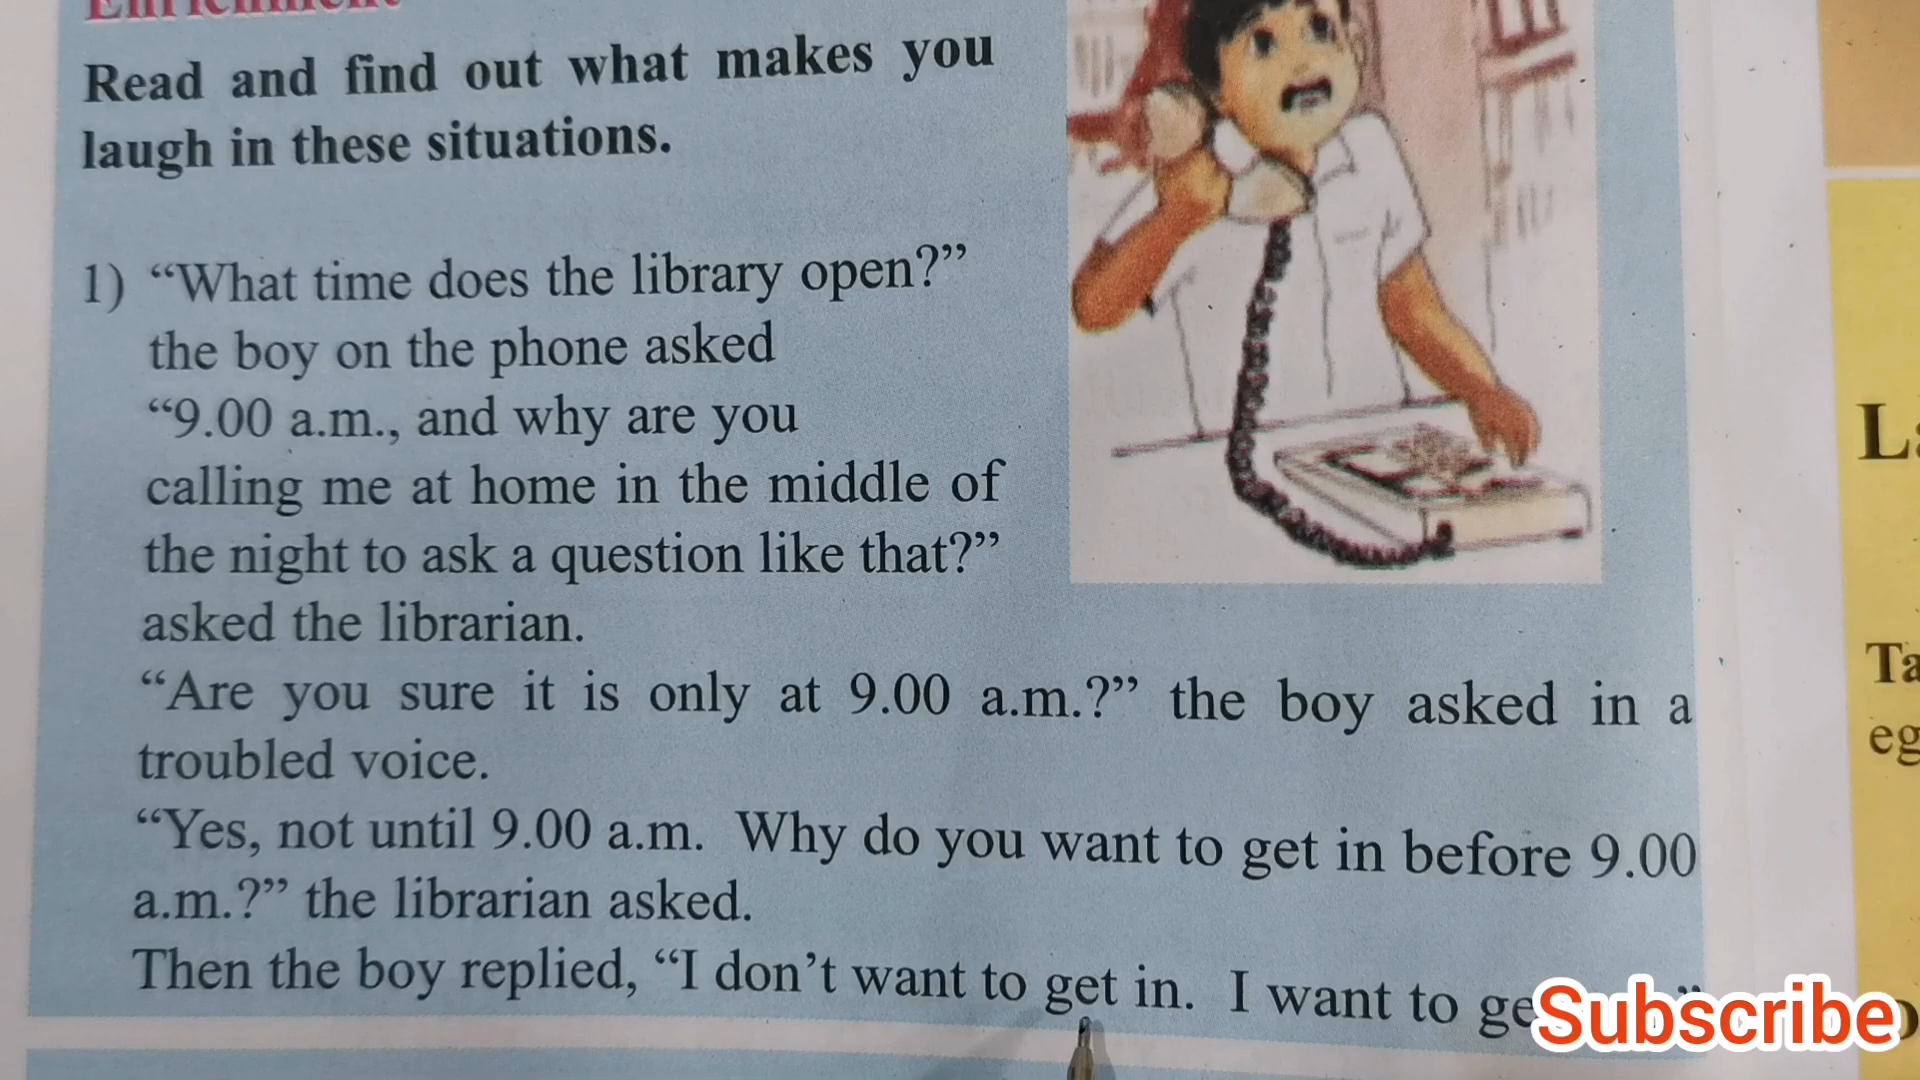 Enrichment
Read and find out what makes you
laugh in these situations.
1) “What time does the library open?”
the boy on the phone asked
“9.00 a.m., and why are you
calling me at home in the middle of
the night to ask a question like that?”
asked the librarian.
“Are you sure it is only at 9.00 a.m.?” the boy asked in a
troubled voice.
“Yes, not until 9.00 a.m. Why do you want to get in before 9.00
a.m.?” the librarian asked.
Then the boy replied, “I don’t want to get in. I want to
Subscribe